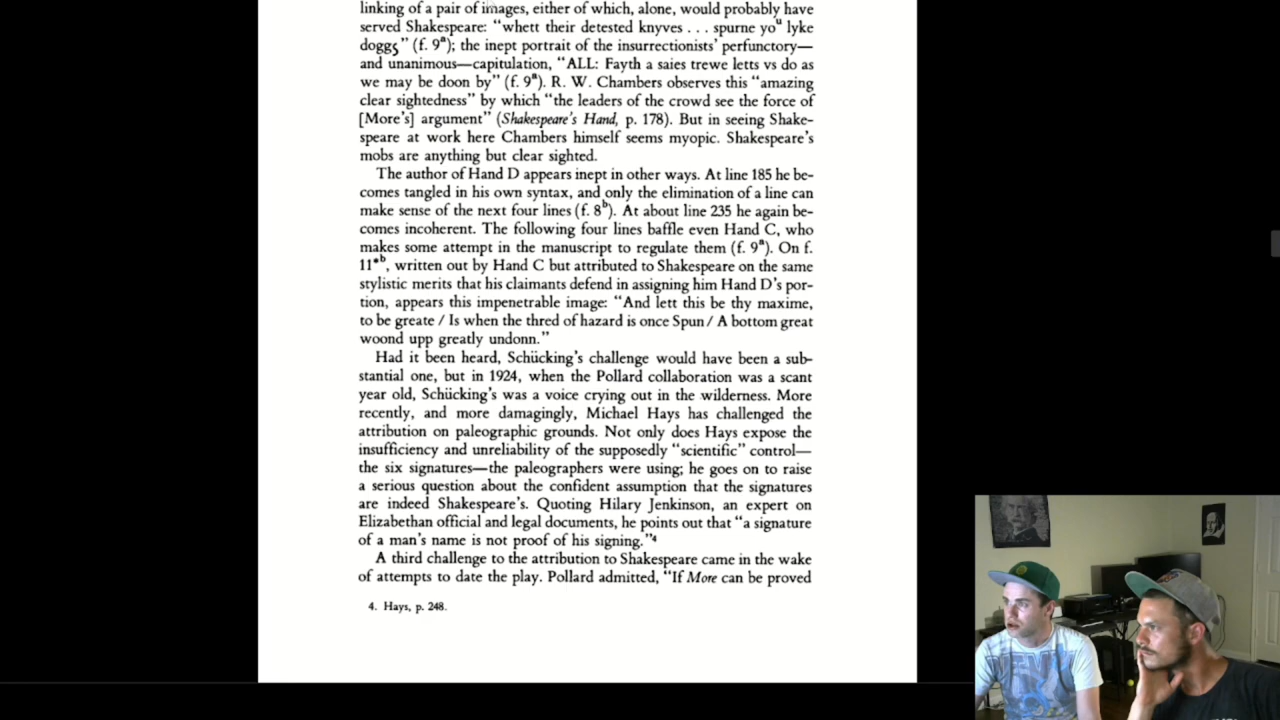 linking of a pair of images, either of which, alone, would probably have
served Shakespeare: “whett their detested knyves . . . spurne yoᵘ lyke
doggꝭ” (f. 9ᵃ); the inept portrait of the insurrectionists’ perfunctory—
and unanimous—capitulation, “ALL: Fayth a saies trewe letts vs do as
we may be doon by” (f. 9ᵃ). R. W. Chambers observes this “amazing
clear sightedness” by which “the leaders of the crowd see the force of
[More's] argument” (Shakespeare's Hand, p. 178). But in seeing Shake-
speare at work here Chambers himself seems myopic. Shakespeare's
mobs are anything but clear sighted.
The author of Hand D appears inept in other ways. At line 185 he be-
comes tangled in his own syntax, and only the elimination of a line can
make sense of the next four lines (f. 8ᵇ). At about line 235 he again be-
comes incoherent. The following four lines baffle even Hand C, who
makes some attempt in the manuscript to regulate them (f. 9ᵃ). On f.
11*ᵇ, written out by Hand C but attributed to Shakespeare on the same
stylistic merits that his claimants defend in assigning him Hand D's por-
tion, appears this impenetrable image: “And lett this be thy maxime,
to be greate / Is when the thred of hazard is once Spun / A bottom great
woond upp greatly undonn.”
Had it been heard, Schücking's challenge would have been a sub-
stantial one, but in 1924, when the Pollard collaboration was a scant
year old, Schücking's was a voice crying out in the wilderness. More
recently, and more damagingly, Michael Hays has challenged the
attribution on paleographic grounds. Not only does Hays expose the
insufficiency and unreliability of the supposedly “scientific” control—
the six signatures—the paleographers were using; he goes on to raise
a serious question about the confident assumption that the signatures
are indeed Shakespeare's. Quoting Hilary Jenkinson, an expert on
Elizabethan official and legal documents, he points out that “a signature
of a man's name is not proof of his signing.”⁴
A third challenge to the attribution to Shakespeare came in the wake
of attempts to date the play. Pollard admitted, “If More can be proved
4. Hays, p. 248.